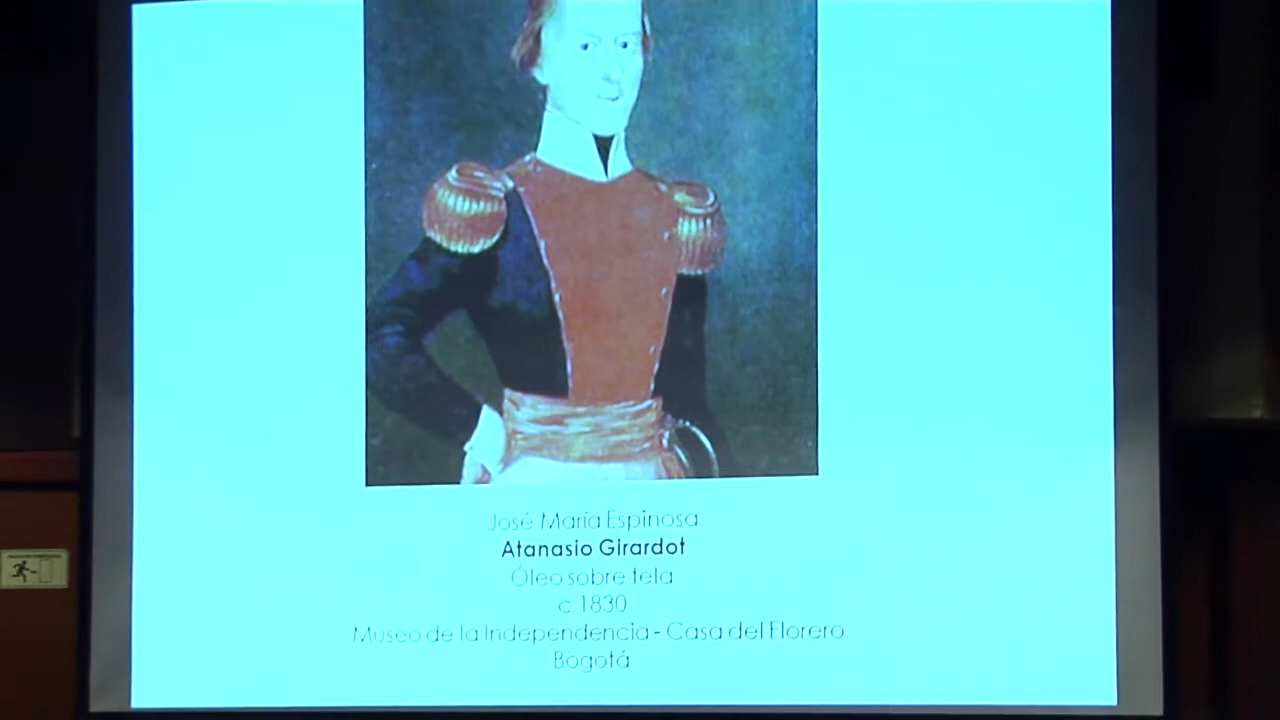 José María Espinosa
Atanasio Girardot
Óleo sobre tela
c 1830
Museo de la Independencia - Casa del Florero
Bogotá